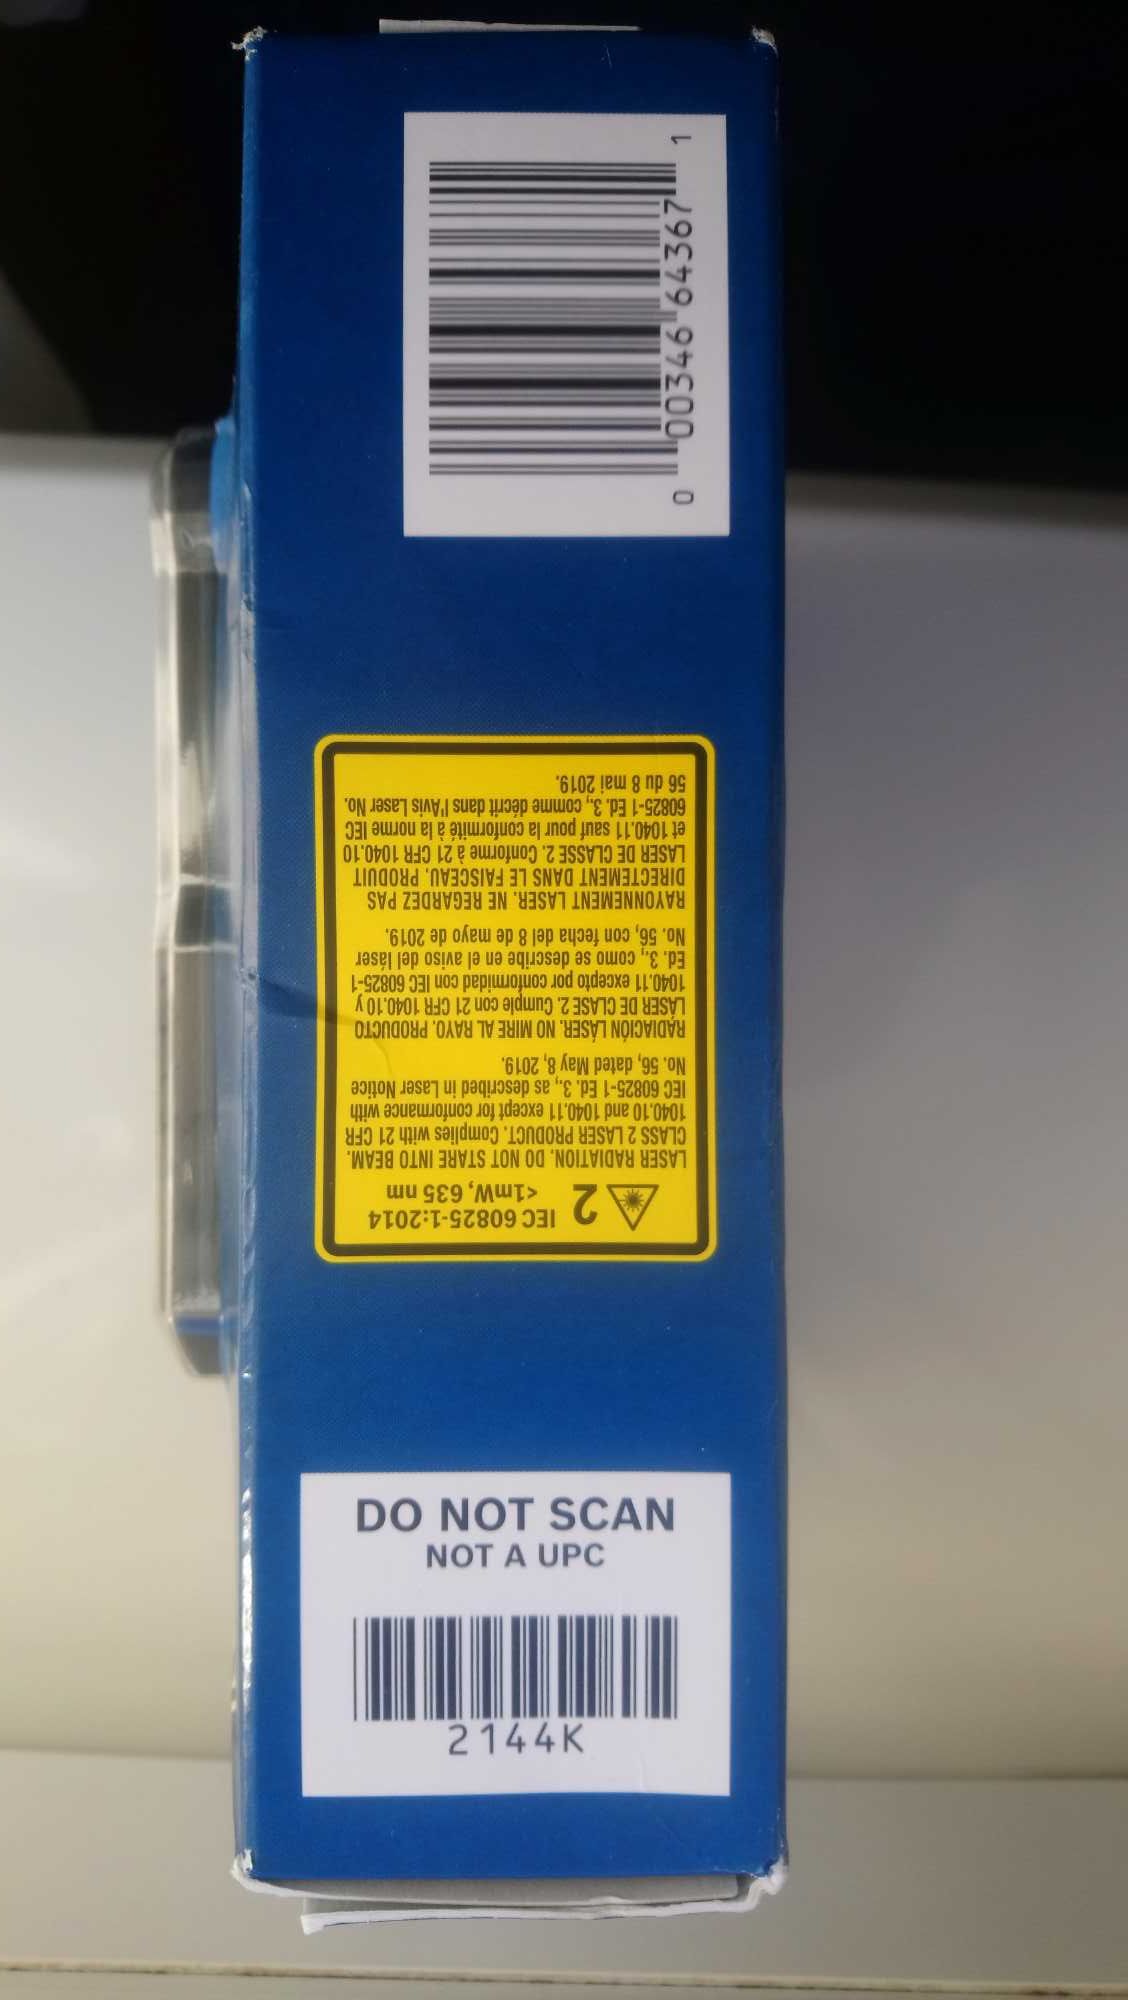 0 00346 64367 1
IEC 60825-1:2014
2 <1mW, 635 nm
LASER RADIATION. DO NOT STARE INTO BEAM.
CLASS 2 LASER PRODUCT. Complies with 21 CFR
1040.10 and 1040.11 except for conformance with
IEC 60825-1 Ed. 3., as described in Laser Notice
No. 56, dated May 8, 2019.
RADIACIÓN LÁSER. NO MIRE AL RAYO. PRODUCTO
LÁSER DE CLASE 2. Cumple con 21 CFR 1040.10 y
1040.11 excepto por conformidad con IEC 60825-1
Ed. 3., como se describe en el aviso del láser
No. 56, con fecha del 8 de mayo de 2019.
RAYONNEMENT LASER. NE REGARDEZ PAS
DIRECTEMENT DANS LE FAISCEAU. PRODUIT
LASER DE CLASSE 2. Conforme à 21 CFR 1040.10
et 1040.11 sauf pour la conformité à la norme IEC
60825-1 Ed. 3., comme décrit dans l'Avis Laser No.
56 du 8 mai 2019.
DO NOT SCAN
NOT A UPC
2144K